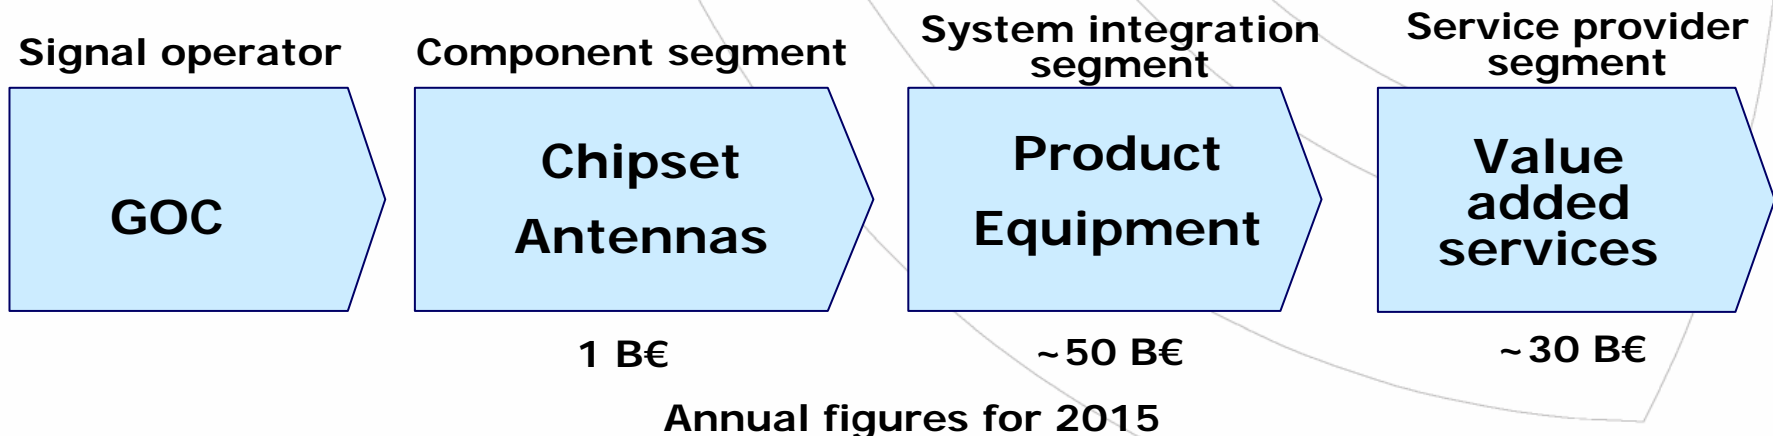 Signal operator
GOC
Component segment
Chipset
Antennas
1 B€
System integration
segment
Product
Equipment
~50 B€
Service provider
segment
Value
added
services
~30 B€
Annual figures for 2015